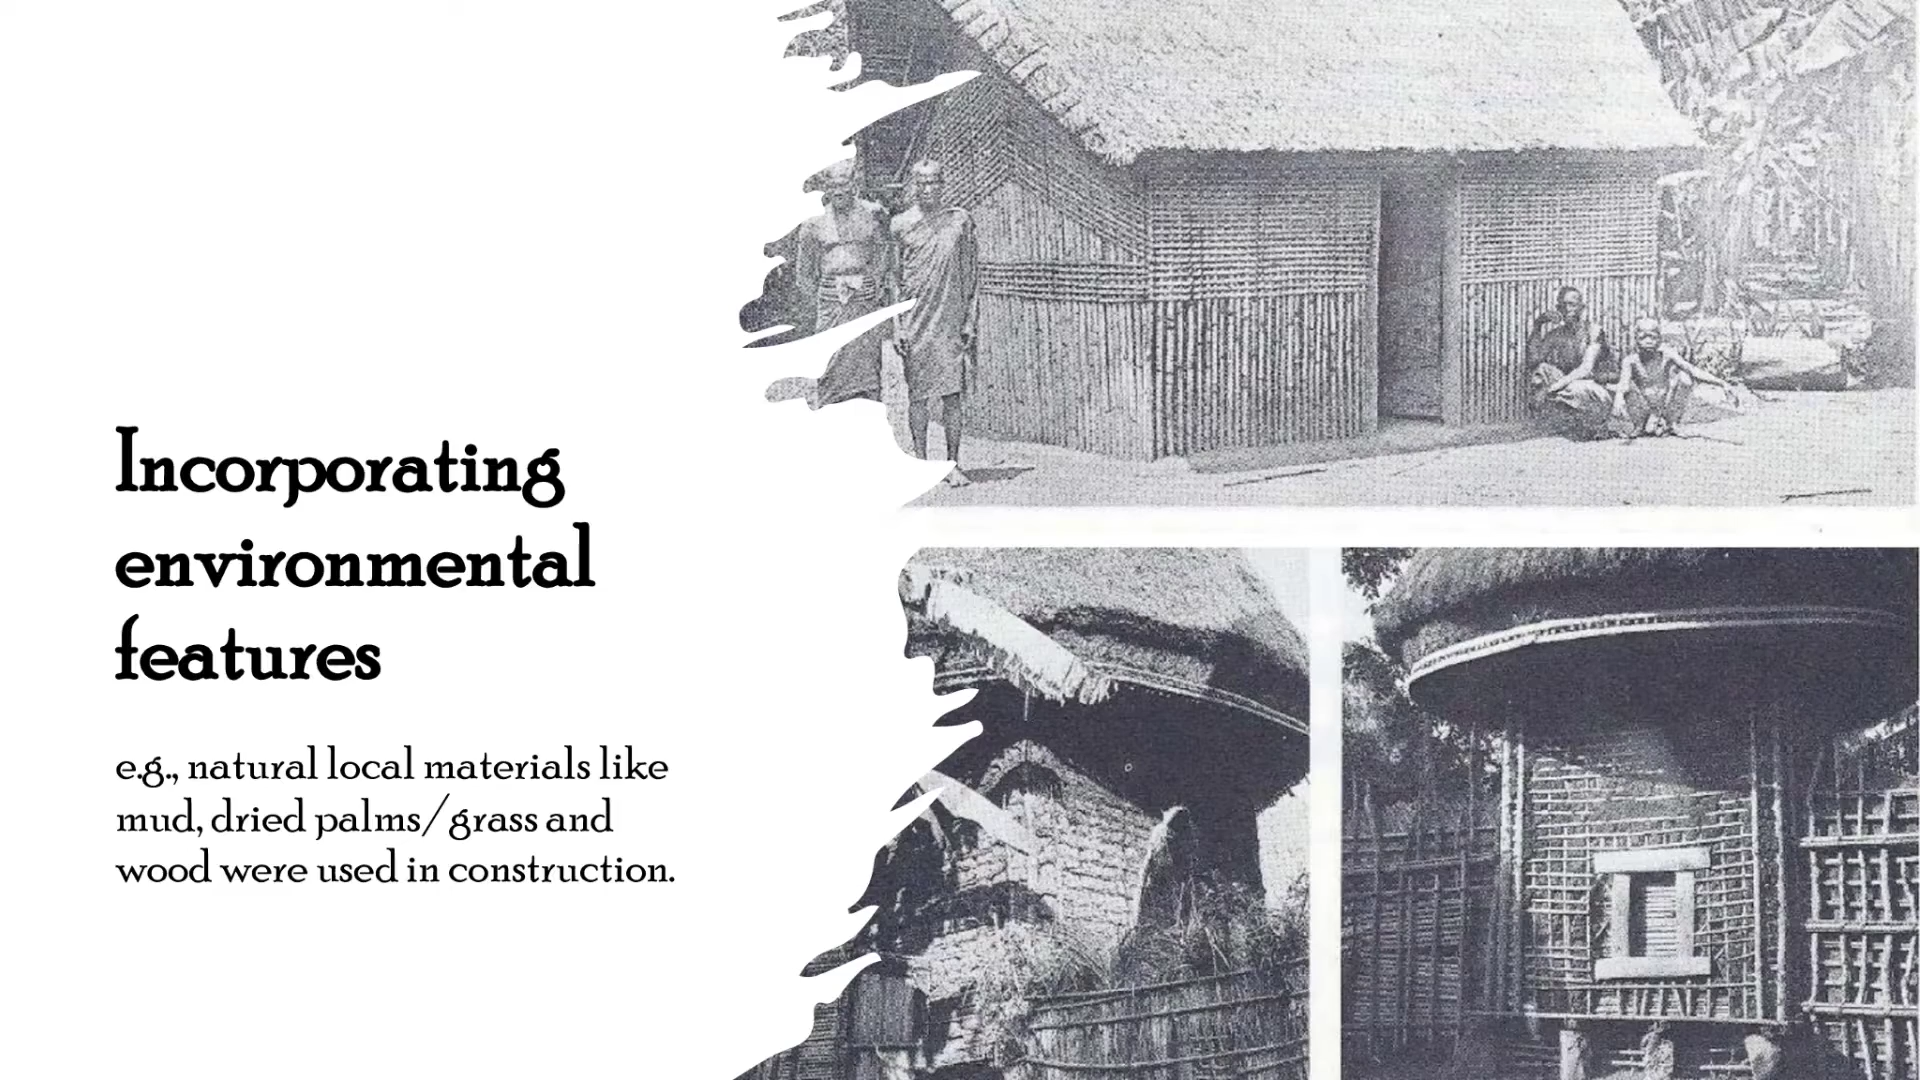 Incorporating
environmental
features
e.g., natural local materials like
mud, dried palms/grass and
wood were used in construction.